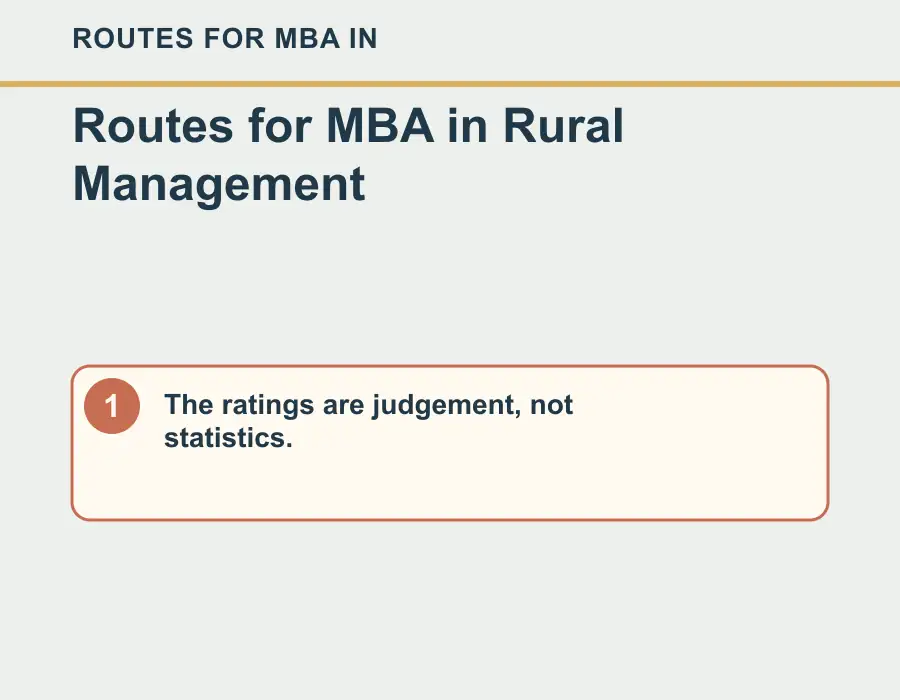 ROUTES FOR MBA IN
Routes for MBA in Rural
Management
1
The ratings are judgement, not
statistics.